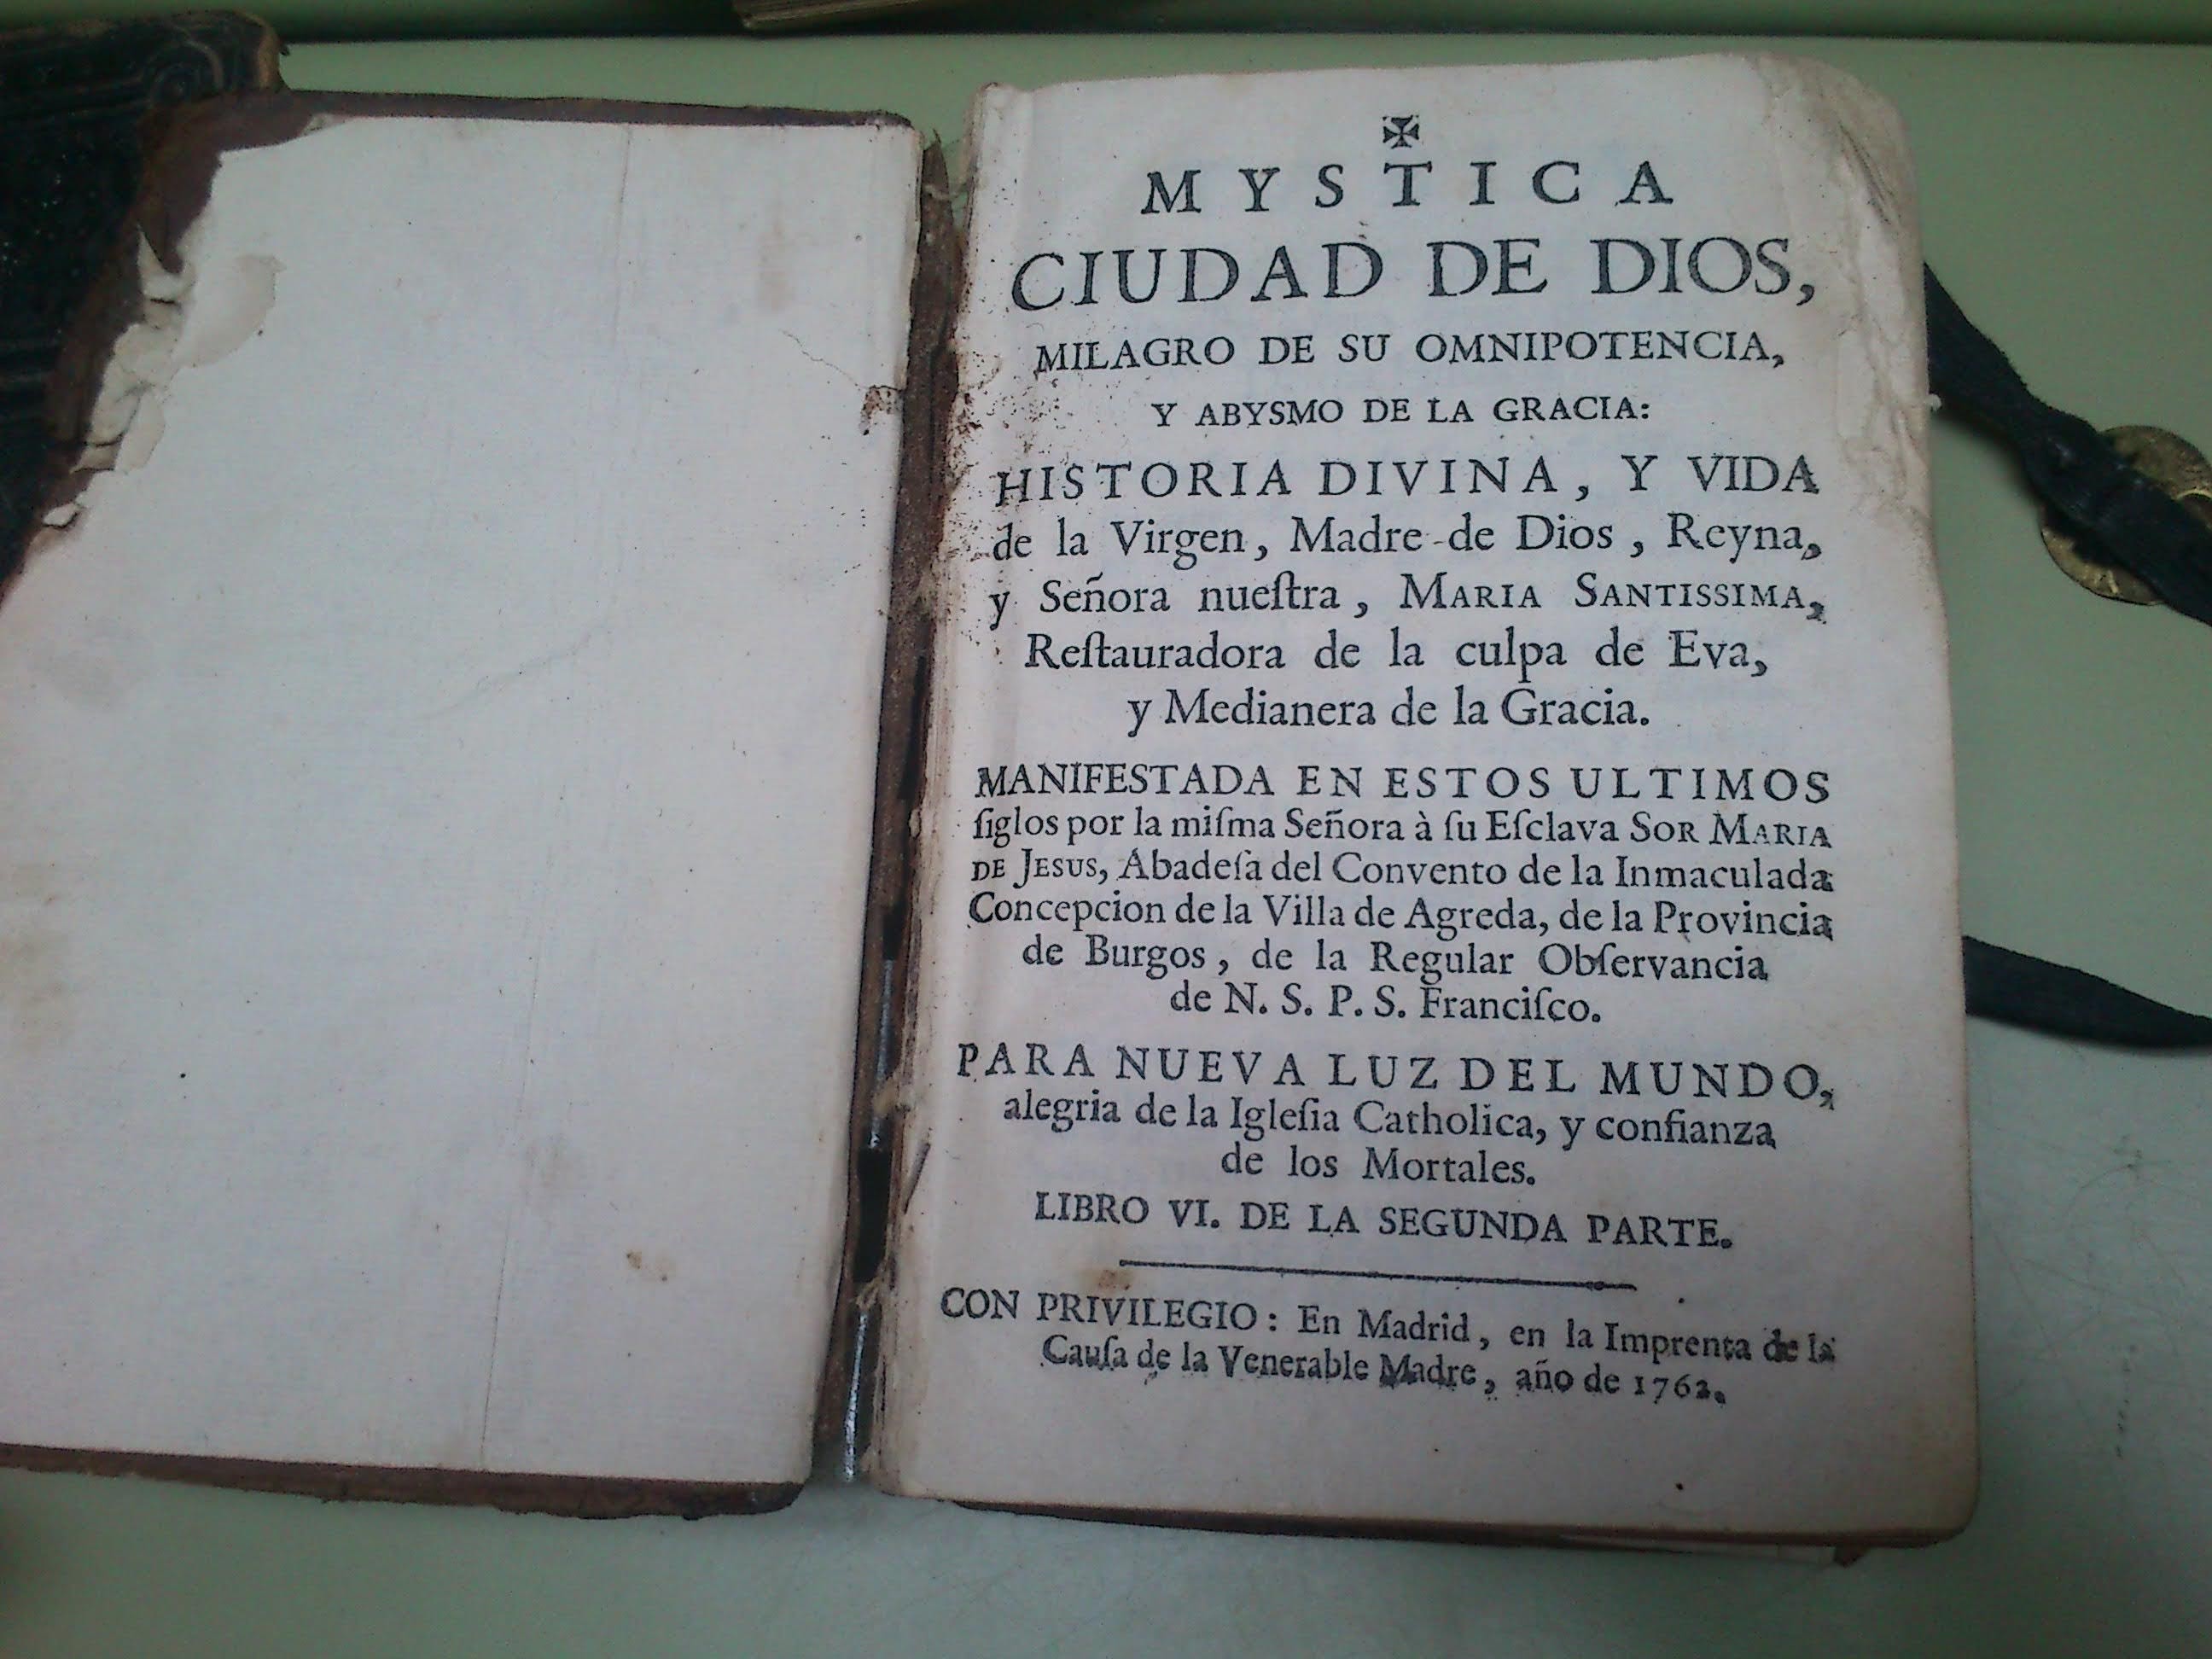 ✠
MYSTICA
CIUDAD DE DIOS,
MILAGRO DE SU OMNIPOTENCIA,
Y ABYSMO DE LA GRACIA:
HISTORIA DIVINA, Y VIDA
de la Virgen, Madre de Dios, Reyna,
y Señora nueſtra, MARIA SANTISSIMA,
Reſtauradora de la culpa de Eva,
y Medianera de la Gracia.
MANIFESTADA EN ESTOS ULTIMOS
ſiglos por la miſma Señora à ſu Eſclava SOR MARIA
DE JESUS, Abadeſa del Convento de la Inmaculada
Concepcion de la Villa de Agreda, de la Provincia
de Burgos, de la Regular Obſervancia
de N. S. P. S. Franciſco.
PARA NUEVA LUZ DEL MUNDO,
alegria de la Igleſia Catholica, y confianza
de los Mortales.
LIBRO VI. DE LA SEGUNDA PARTE.
CON PRIVILEGIO: En Madrid, en la Imprenta de la
Cauſa de la Venerable Madre, año de 1762.